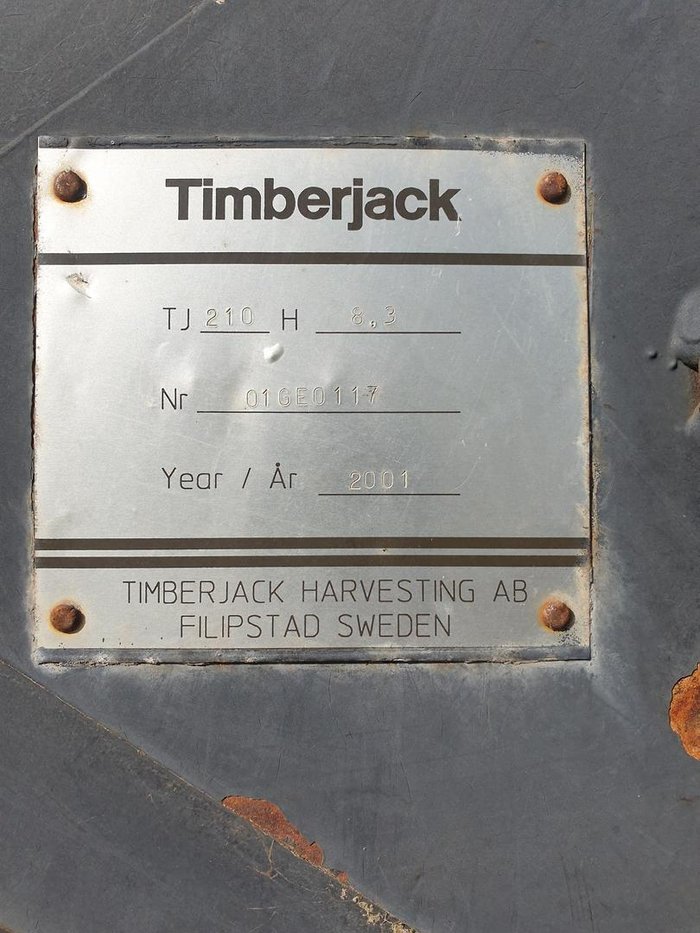 Timberjack
TJ 210 H 8,3
Nr 01GE0117
Year / År 2001
TIMBERJACK HARVESTING AB
FILIPSTAD SWEDEN